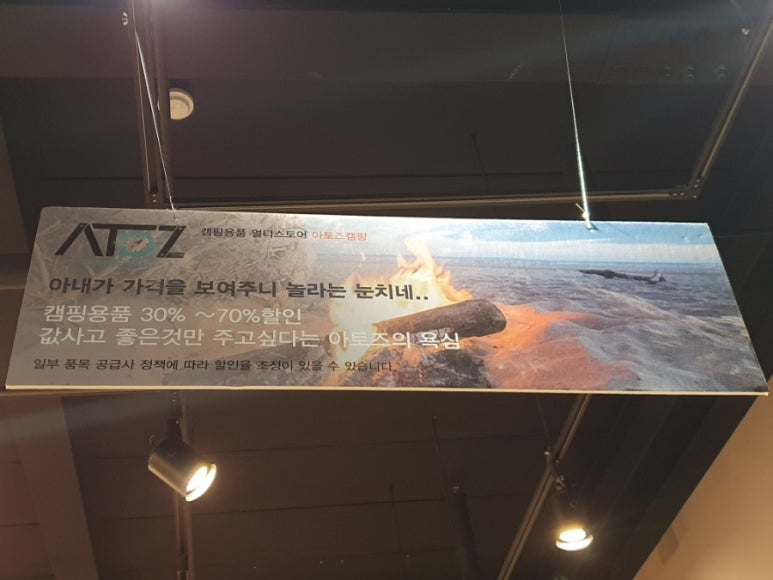 ATOZ 캠핑용품 멀티스토어 아토즈캠핑
아내가 가격을 보여주니 놀라는 눈치네..
캠핑용품 30% ~70%할인
값사고 좋은것만 주고싶다는 아토즈의 욕심
일부 품목 공급사 정책에 따라 할인율 조정이 있을 수 있습니다.